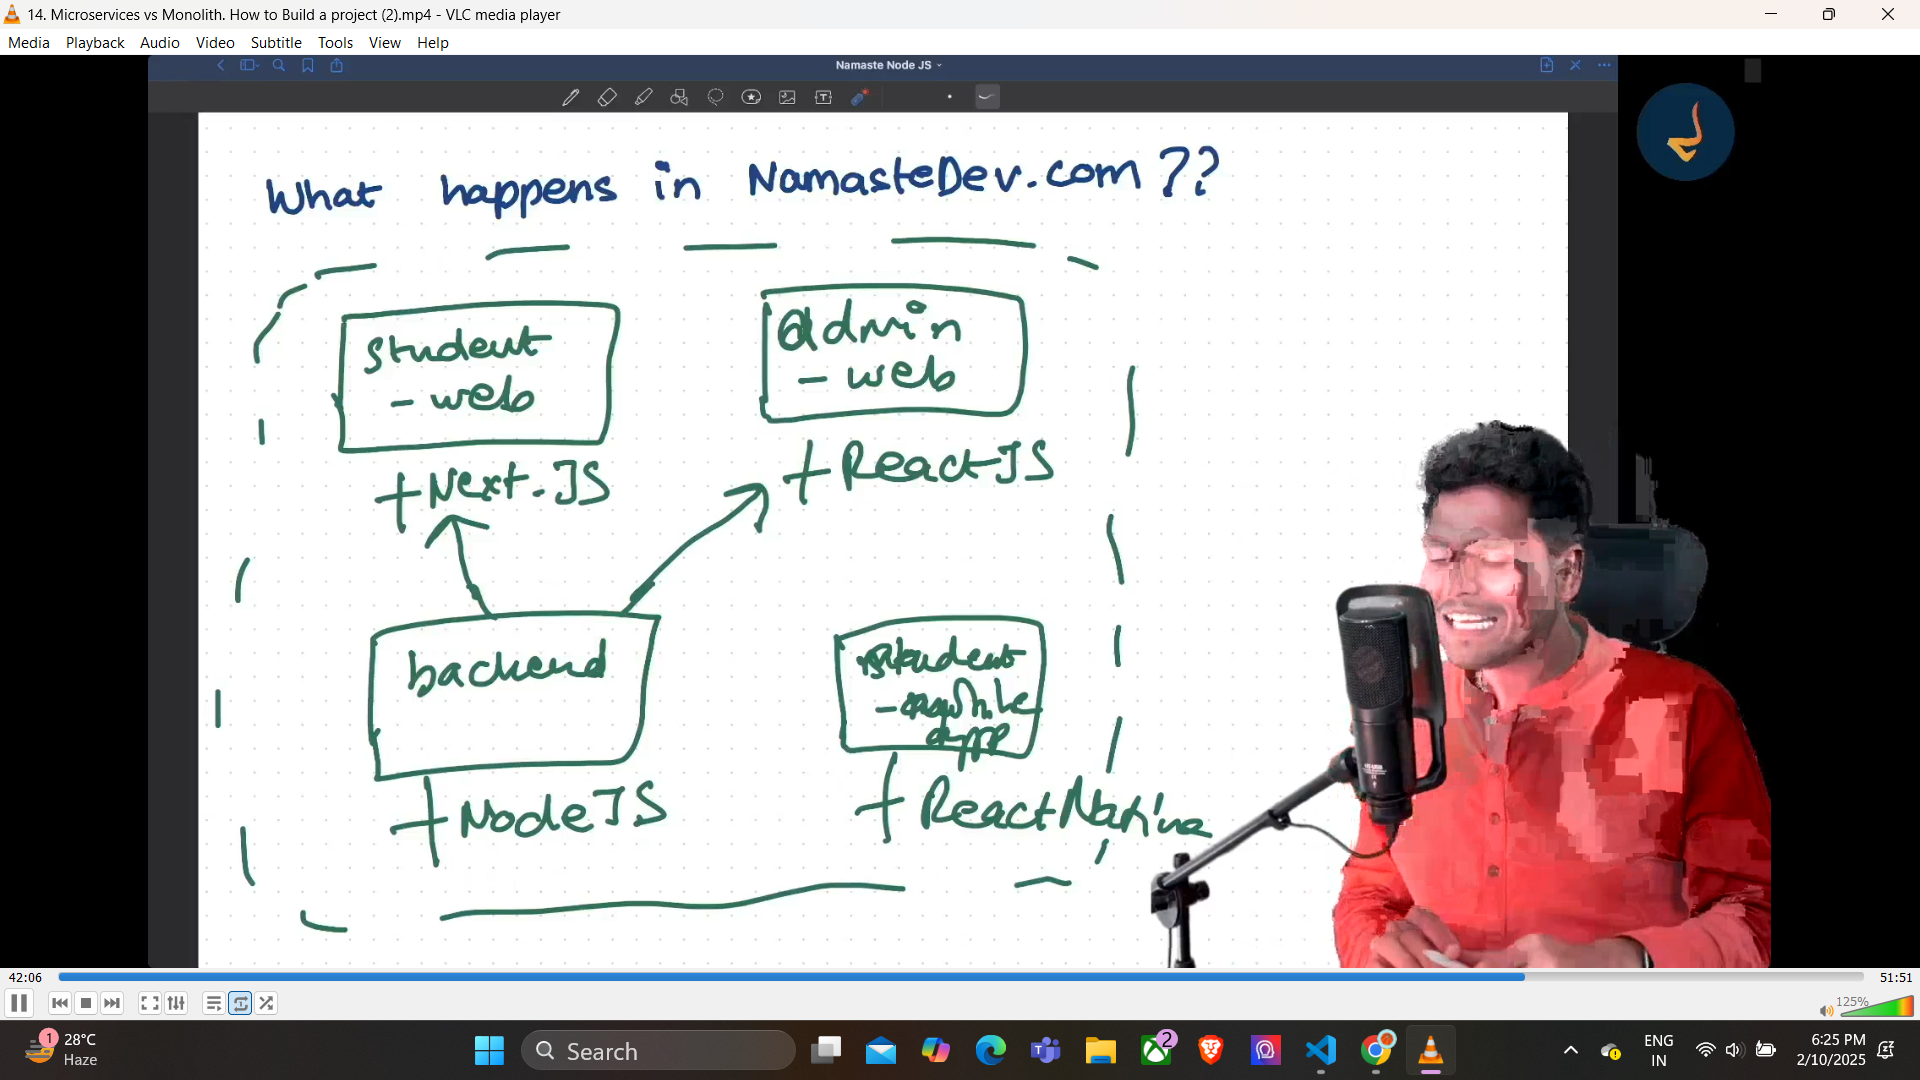 14. Microservices vs Monolith. How to Build a project (2).mp4 - VLC media player
Media Playback Audio Video Subtitle Tools View Help
Namaste Node JS
What happens in NamasteDev.com ??
student
- web
admin
- web
+ Next.JS
+ ReactJS
backend
student
- mobile
app
+ NodeJS
+ ReactNative
42:06
51:51
125%
1
28°C
Haze
Search
2
ENG
IN
6:25 PM
2/10/2025